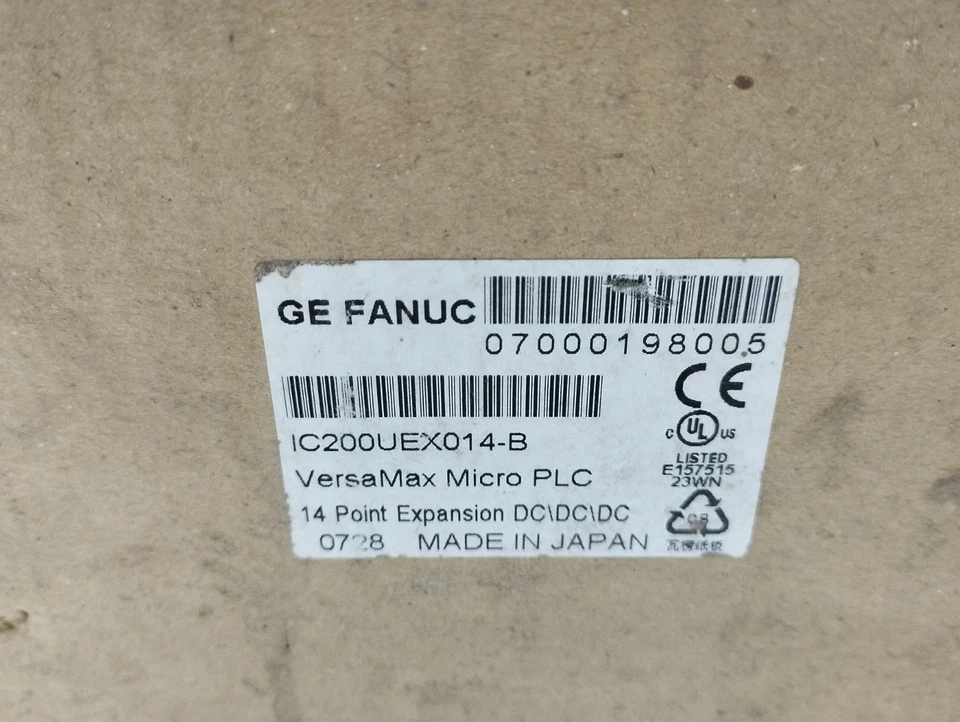 GE FANUC
07000198005
CE
IC200UEX014-B
c UL US
LISTED
E157515
23WN
VersaMax Micro PLC
14 Point Expansion DC\DC\DC
0728 MADE IN JAPAN